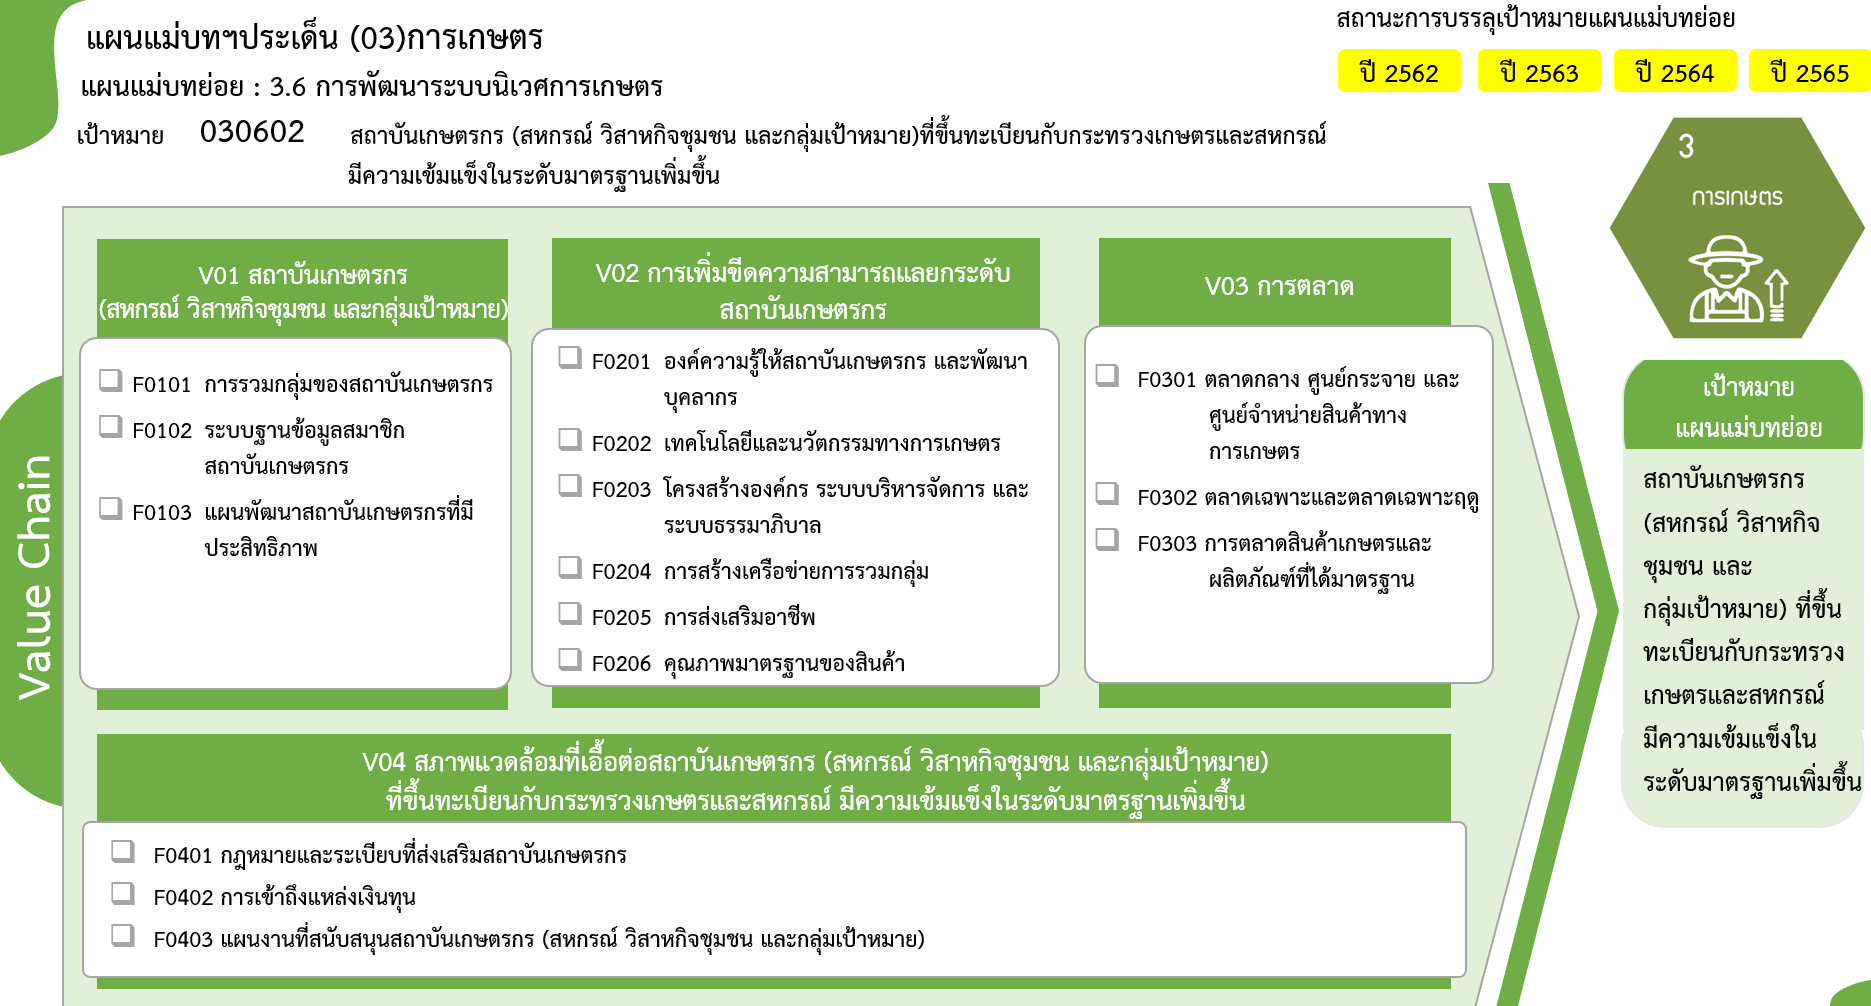 แผนแม่บทฯประเด็น (03)การเกษตร
แผนแม่บทย่อย : 3.6 การพัฒนาระบบนิเวศการเกษตร
เป้าหมาย 030602 สถาบันเกษตรกร (สหกรณ์ วิสาหกิจชุมชน และกลุ่มเป้าหมาย)ที่ขึ้นทะเบียนกับกระทรวงเกษตรและสหกรณ์
มีความเข้มแข็งในระดับมาตรฐานเพิ่มขึ้น
สถานะการบรรลุเป้าหมายแผนแม่บทย่อย
ปี 2562 ปี 2563 ปี 2564 ปี 2565
3
การเกษตร
Value Chain
V01 สถาบันเกษตรกร
(สหกรณ์ วิสาหกิจชุมชน และกลุ่มเป้าหมาย)
F0101 การรวมกลุ่มของสถาบันเกษตรกร
F0102 ระบบฐานข้อมูลสมาชิก
สถาบันเกษตรกร
F0103 แผนพัฒนาสถาบันเกษตรกรที่มี
ประสิทธิภาพ
V02 การเพิ่มขีดความสามารถแลยกระดับ
สถาบันเกษตรกร
F0201 องค์ความรู้ให้สถาบันเกษตรกร และพัฒนา
บุคลากร
F0202 เทคโนโลยีและนวัตกรรมทางการเกษตร
F0203 โครงสร้างองค์กร ระบบบริหารจัดการ และ
ระบบธรรมาภิบาล
F0204 การสร้างเครือข่ายการรวมกลุ่ม
F0205 การส่งเสริมอาชีพ
F0206 คุณภาพมาตรฐานของสินค้า
V03 การตลาด
F0301 ตลาดกลาง ศูนย์กระจาย และ
ศูนย์จำหน่ายสินค้าทาง
การเกษตร
F0302 ตลาดเฉพาะและตลาดเฉพาะฤดู
F0303 การตลาดสินค้าเกษตรและ
ผลิตภัณฑ์ที่ได้มาตรฐาน
V04 สภาพแวดล้อมที่เอื้อต่อสถาบันเกษตรกร (สหกรณ์ วิสาหกิจชุมชน และกลุ่มเป้าหมาย)
ที่ขึ้นทะเบียนกับกระทรวงเกษตรและสหกรณ์ มีความเข้มแข็งในระดับมาตรฐานเพิ่มขึ้น
F0401 กฎหมายและระเบียบที่ส่งเสริมสถาบันเกษตรกร
F0402 การเข้าถึงแหล่งเงินทุน
F0403 แผนงานที่สนับสนุนสถาบันเกษตรกร (สหกรณ์ วิสาหกิจชุมชน และกลุ่มเป้าหมาย)
เป้าหมาย
แผนแม่บทย่อย
สถาบันเกษตรกร
(สหกรณ์ วิสาหกิจ
ชุมชน และ
กลุ่มเป้าหมาย) ที่ขึ้น
ทะเบียนกับกระทรวง
เกษตรและสหกรณ์
มีความเข้มแข็งใน
ระดับมาตรฐานเพิ่มขึ้น